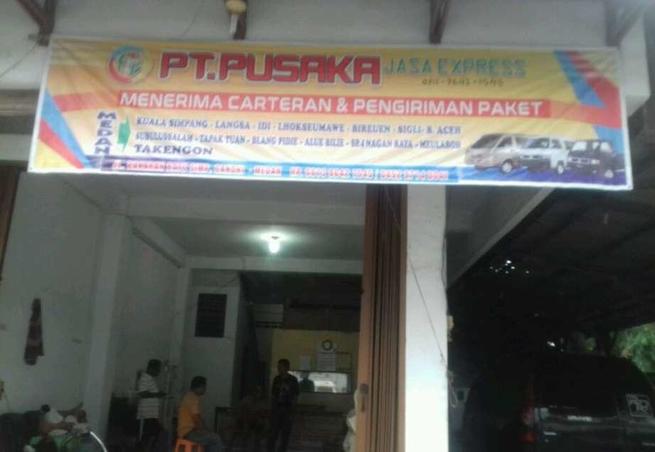 PT.PUSAKA JASA EXPRESS
MENERIMA CARTERAN & PENGIRIMAN PAKET
MEDAN
KUALA SIMPANG - LANGSA - IDI - LHOKSEUMAWE - BIREUEN - SIGLI - B. ACEH
SUBULUSSALAM - TAPAK TUAN - BLANG PIDIE - ALUE BILIE - SRANAGAN RAYA - MEULABOH
TAKENGON
MEDAN